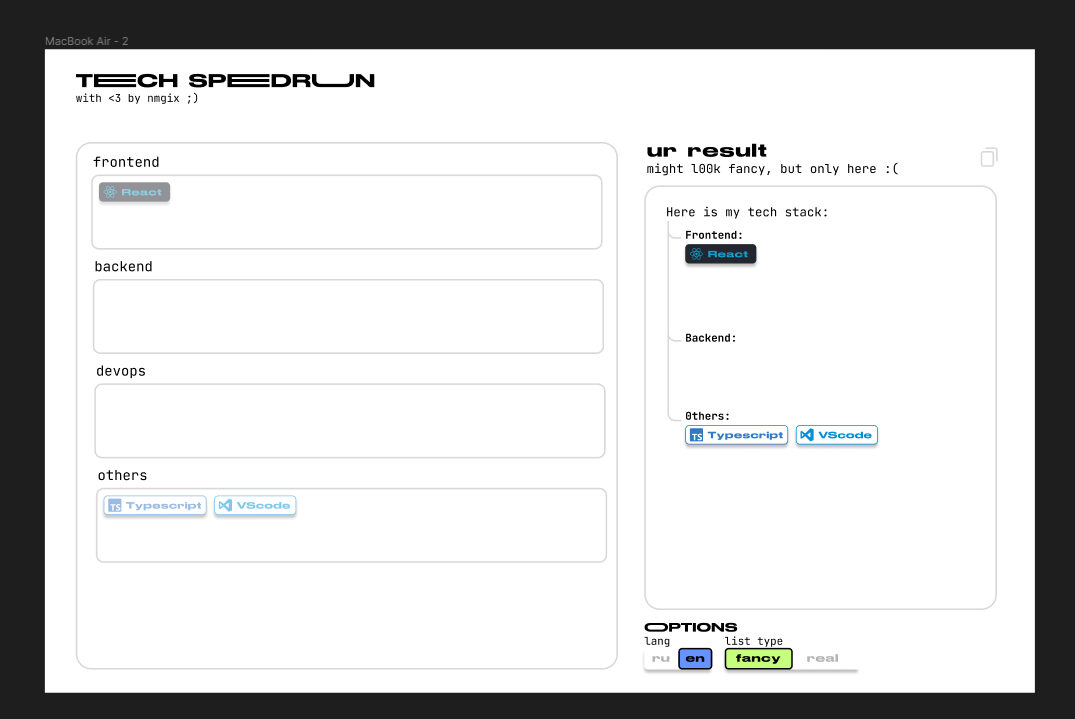 MacBook Air - 2
TECH SPEEDRUN
with <3 by nmgix ;)
frontend
React
backend
devops
others
Typescript VScode
ur result
might l00k fancy, but only here :(
Here is my tech stack:
Frontend:
React
Backend:
0thers:
TS Typescript VScode
OPTIONS
lang list type
ru en fancy real